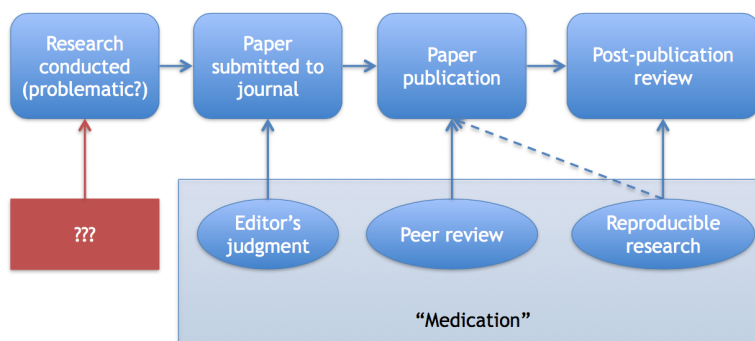 Research
conducted
(problematic?)
Paper
submitted to
journal
Paper
publication
Post-publication
review
???
Editor's
judgment
Peer review
Reproducible
research
“Medication”